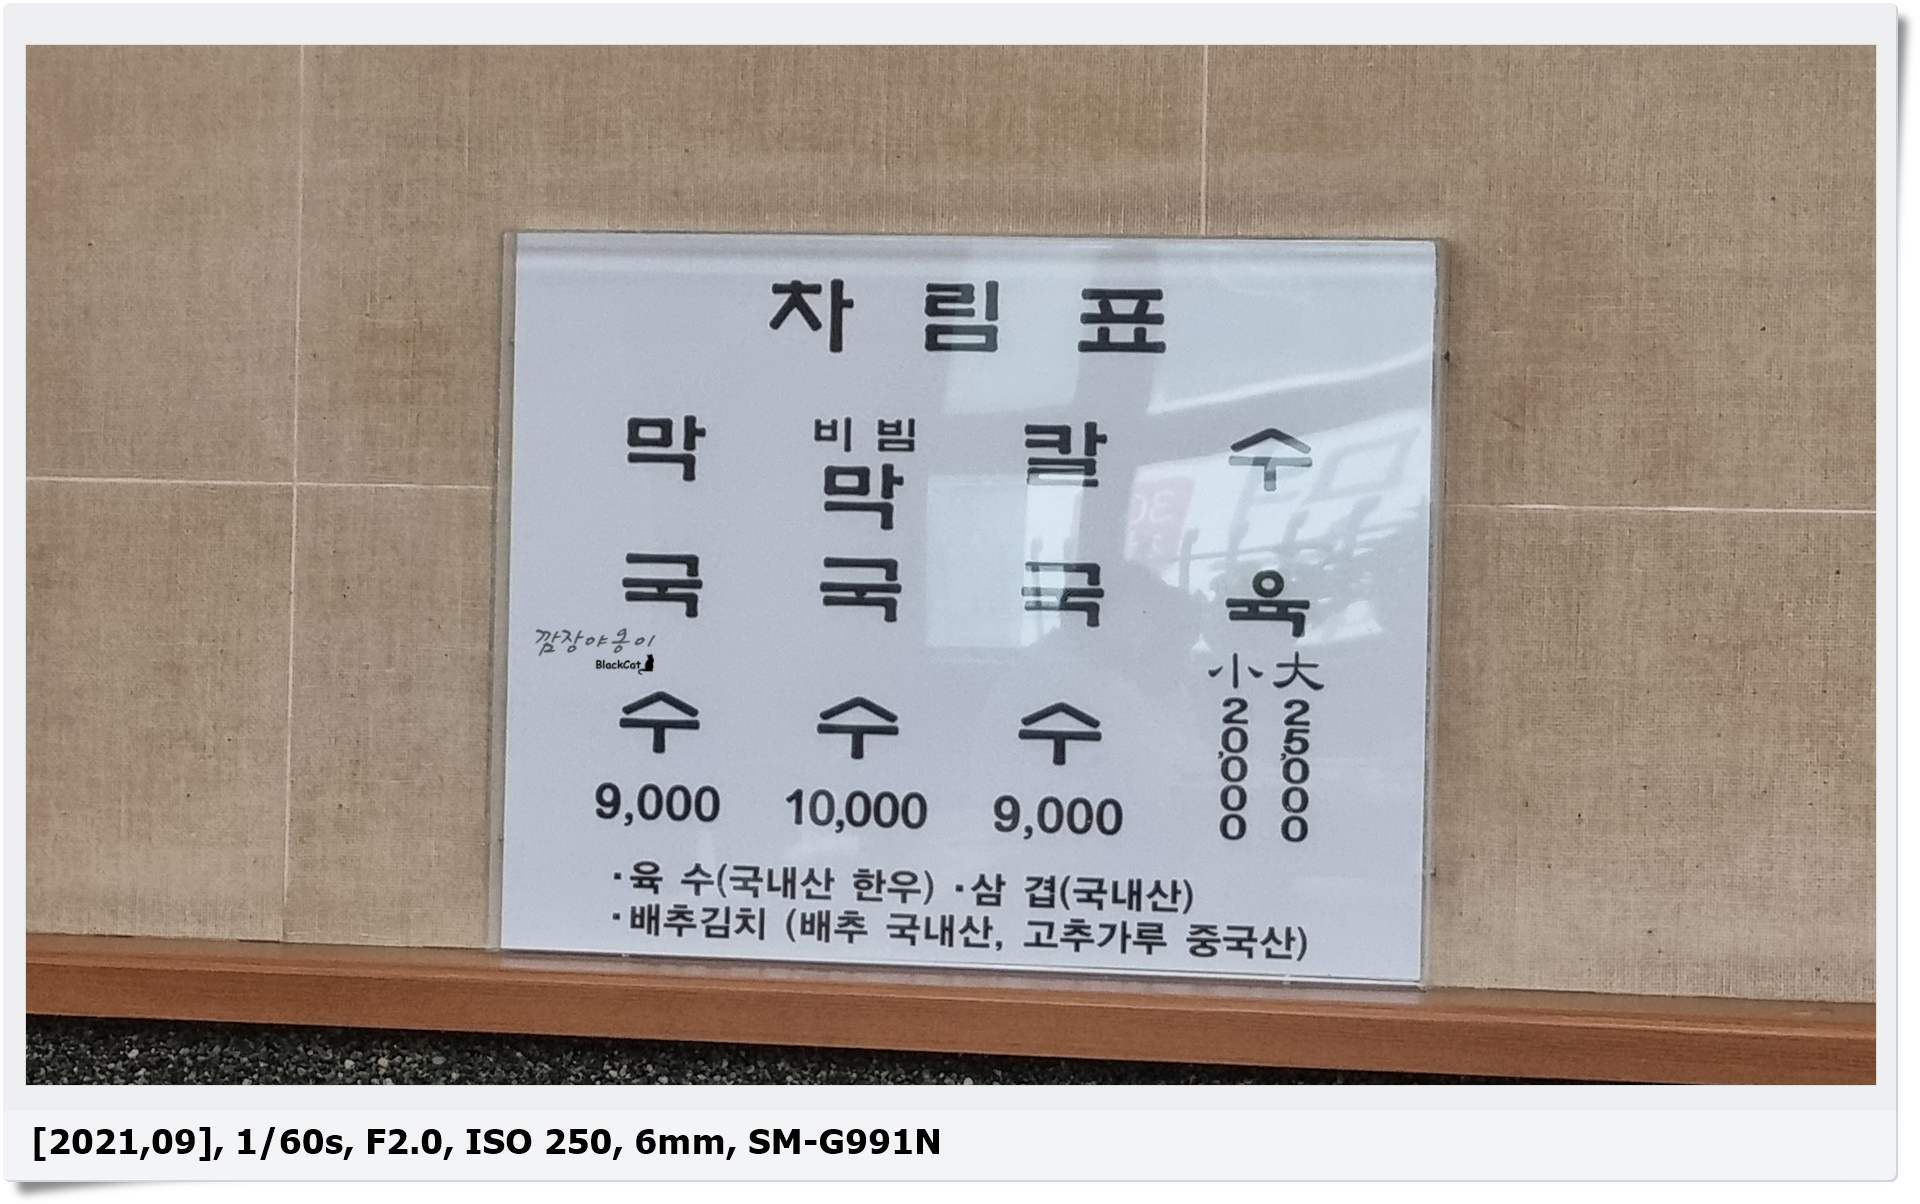 차 림 표
막국수 9,000
비빔 막국수 10,000
칼국수 9,000
수육
小 20,000
大 25,000
·육 수(국내산 한우) ·삼 겹(국내산)
·배추김치 (배추 국내산, 고추가루 중국산)
깜장야옹이
BlackCat
[2021,09], 1/60s, F2.0, ISO 250, 6mm, SM-G991N